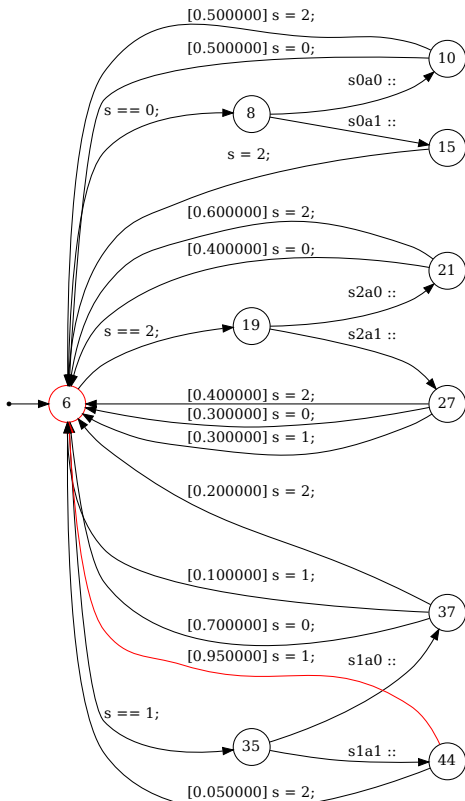 [0.500000] s = 2;
[0.500000] s = 0;
10
s0a0 ::
s == 0;
8
s0a1 ::
15
s = 2;
[0.600000] s = 2;
[0.400000] s = 0;
21
s2a0 ::
s == 2;
19
s2a1 ::
6
[0.400000] s = 2;
27
[0.300000] s = 0;
[0.300000] s = 1;
[0.200000] s = 2;
[0.100000] s = 1;
37
[0.700000] s = 0;
[0.950000] s = 1;
s1a0 ::
s == 1;
35
s1a1 ::
44
[0.050000] s = 2;